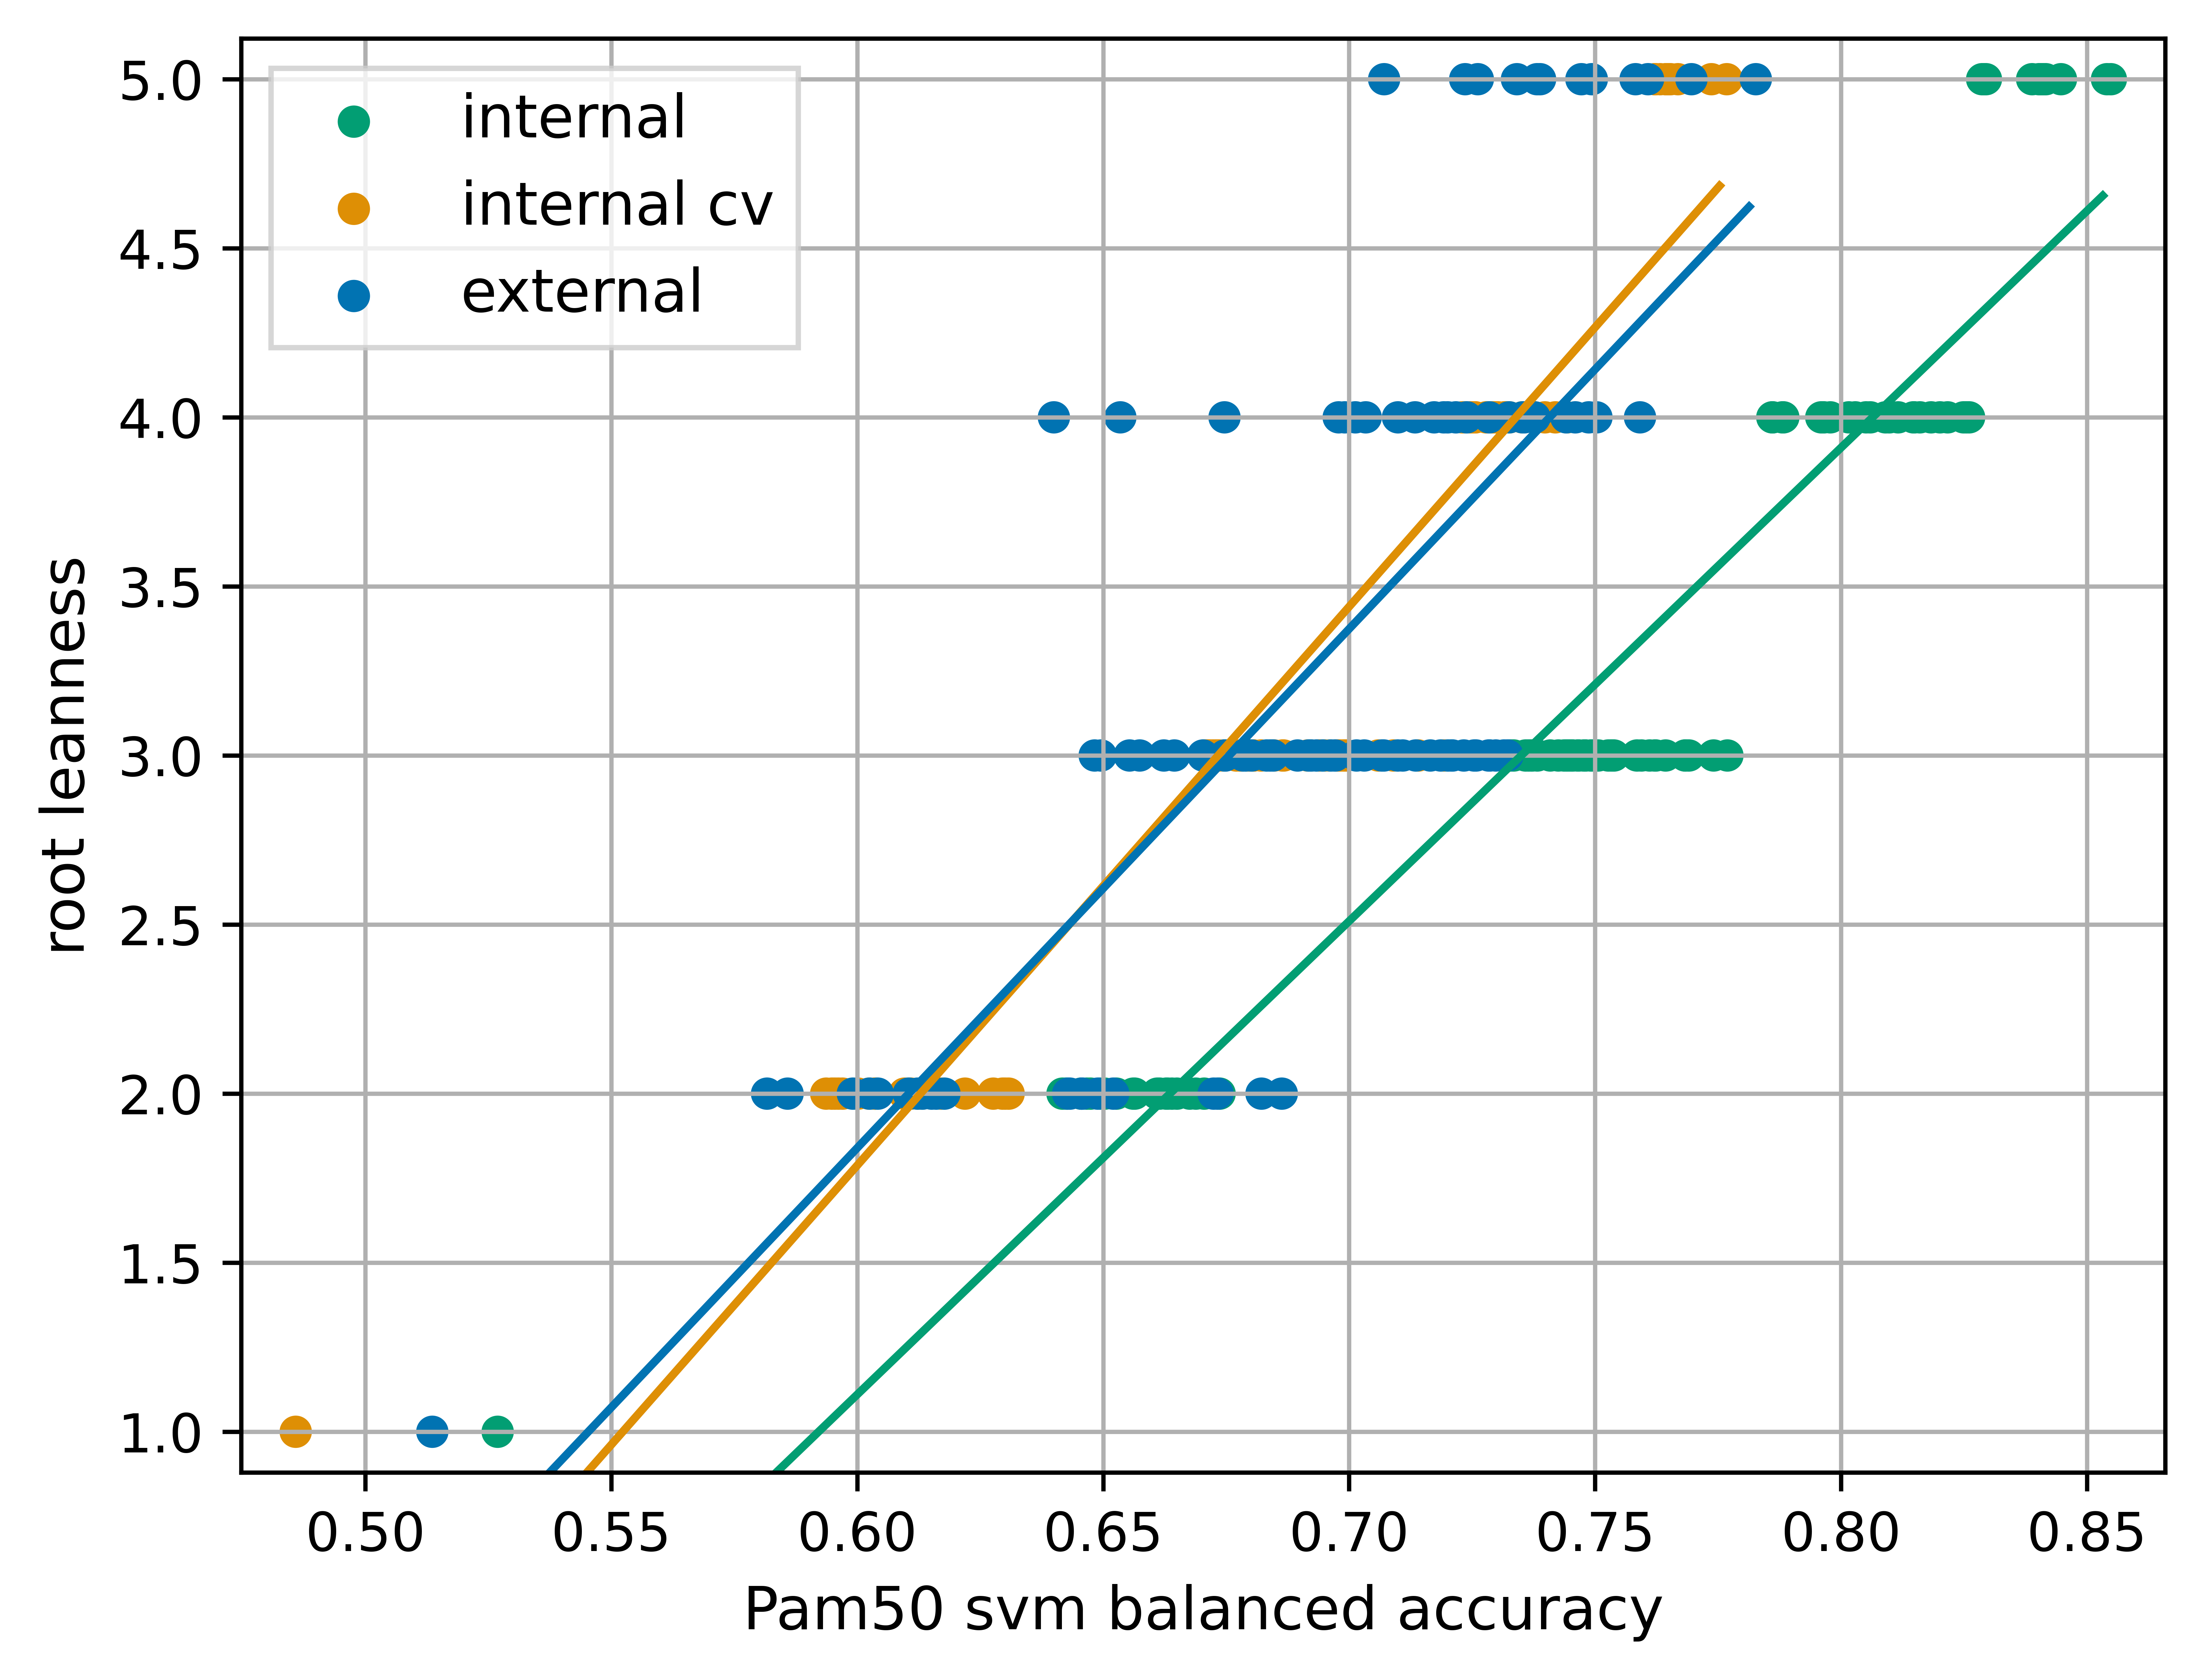 internal
internal cv
external
5.0
4.5
4.0
3.5
3.0
2.5
2.0
1.5
1.0
root leanness
0.50 0.55 0.60 0.65 0.70 0.75 0.80 0.85
Pam50 svm balanced accuracy